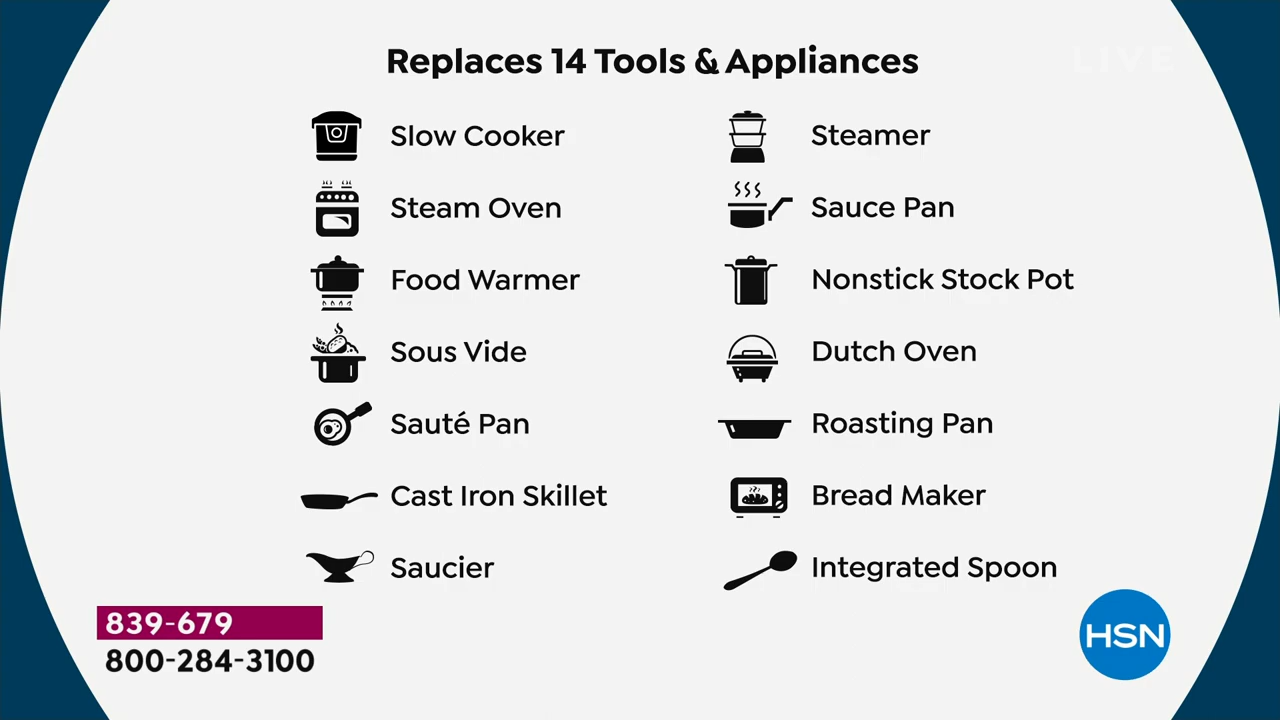 LIVE
Replaces 14 Tools & Appliances
Slow Cooker
Steamer
Steam Oven
Sauce Pan
Food Warmer
Nonstick Stock Pot
Sous Vide
Dutch Oven
Sauté Pan
Roasting Pan
Cast Iron Skillet
Bread Maker
Saucier
Integrated Spoon
839-679
800-284-3100
HSN